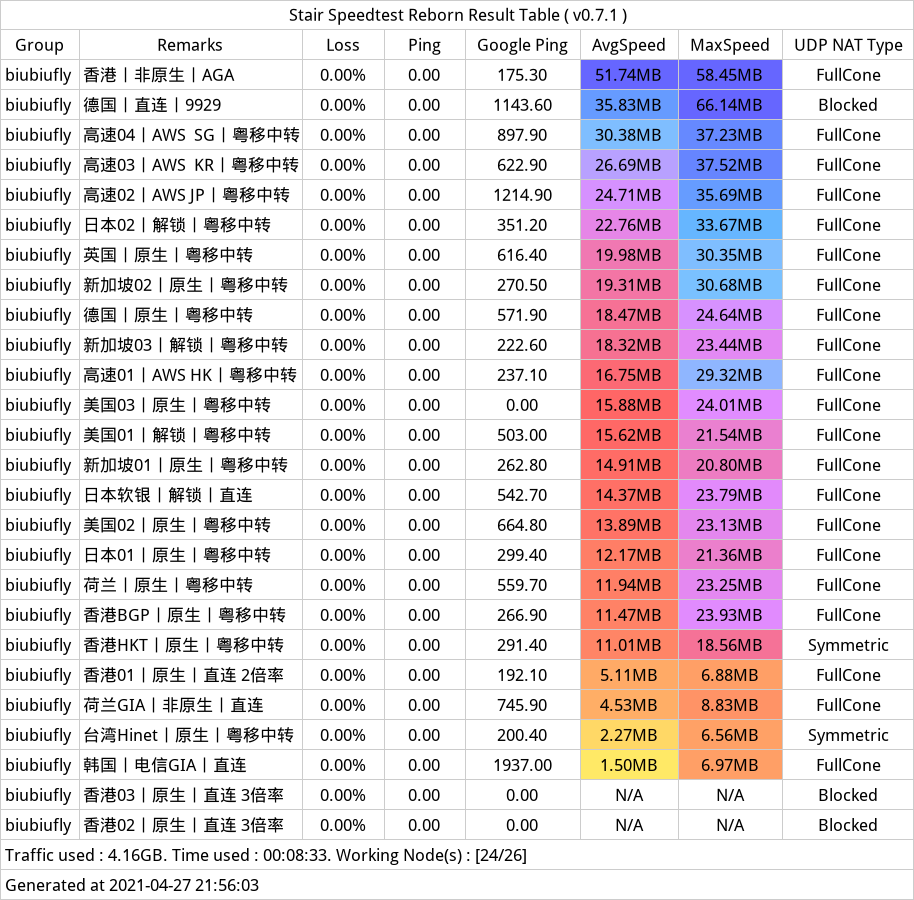 Stair Speedtest Reborn Result Table ( v0.7.1 )
Group Remarks Loss Ping Google Ping AvgSpeed MaxSpeed UDP NAT Type
biubiufly 香港丨非原生丨AGA 0.00% 0.00 175.30 51.74MB 58.45MB FullCone
biubiufly 德国丨直连丨9929 0.00% 0.00 1143.60 35.83MB 66.14MB Blocked
biubiufly 高速04丨AWS SG丨粤移中转 0.00% 0.00 897.90 30.38MB 37.23MB FullCone
biubiufly 高速03丨AWS KR丨粤移中转 0.00% 0.00 622.90 26.69MB 37.52MB FullCone
biubiufly 高速02丨AWS JP丨粤移中转 0.00% 0.00 1214.90 24.71MB 35.69MB FullCone
biubiufly 日本02丨解锁丨粤移中转 0.00% 0.00 351.20 22.76MB 33.67MB FullCone
biubiufly 英国丨原生丨粤移中转 0.00% 0.00 616.40 19.98MB 30.35MB FullCone
biubiufly 新加坡02丨原生丨粤移中转 0.00% 0.00 270.50 19.31MB 30.68MB FullCone
biubiufly 德国丨原生丨粤移中转 0.00% 0.00 571.90 18.47MB 24.64MB FullCone
biubiufly 新加坡03丨解锁丨粤移中转 0.00% 0.00 222.60 18.32MB 23.44MB FullCone
biubiufly 高速01丨AWS HK丨粤移中转 0.00% 0.00 237.10 16.75MB 29.32MB FullCone
biubiufly 美国03丨原生丨粤移中转 0.00% 0.00 0.00 15.88MB 24.01MB FullCone
biubiufly 美国01丨解锁丨粤移中转 0.00% 0.00 503.00 15.62MB 21.54MB FullCone
biubiufly 新加坡01丨原生丨粤移中转 0.00% 0.00 262.80 14.91MB 20.80MB FullCone
biubiufly 日本软银丨解锁丨直连 0.00% 0.00 542.70 14.37MB 23.79MB FullCone
biubiufly 美国02丨原生丨粤移中转 0.00% 0.00 664.80 13.89MB 23.13MB FullCone
biubiufly 日本01丨原生丨粤移中转 0.00% 0.00 299.40 12.17MB 21.36MB FullCone
biubiufly 荷兰丨原生丨粤移中转 0.00% 0.00 559.70 11.94MB 23.25MB FullCone
biubiufly 香港BGP丨原生丨粤移中转 0.00% 0.00 266.90 11.47MB 23.93MB FullCone
biubiufly 香港HKT丨原生丨粤移中转 0.00% 0.00 291.40 11.01MB 18.56MB Symmetric
biubiufly 香港01丨原生丨直连 2倍率 0.00% 0.00 192.10 5.11MB 6.88MB FullCone
biubiufly 荷兰GIA丨非原生丨直连 0.00% 0.00 745.90 4.53MB 8.83MB FullCone
biubiufly 台湾Hinet丨原生丨粤移中转 0.00% 0.00 200.40 2.27MB 6.56MB Symmetric
biubiufly 韩国丨电信GIA丨直连 0.00% 0.00 1937.00 1.50MB 6.97MB FullCone
biubiufly 香港03丨原生丨直连 3倍率 0.00% 0.00 0.00 N/A N/A Blocked
biubiufly 香港02丨原生丨直连 3倍率 0.00% 0.00 0.00 N/A N/A Blocked
Traffic used : 4.16GB. Time used : 00:08:33. Working Node(s) : [24/26]
Generated at 2021-04-27 21:56:03